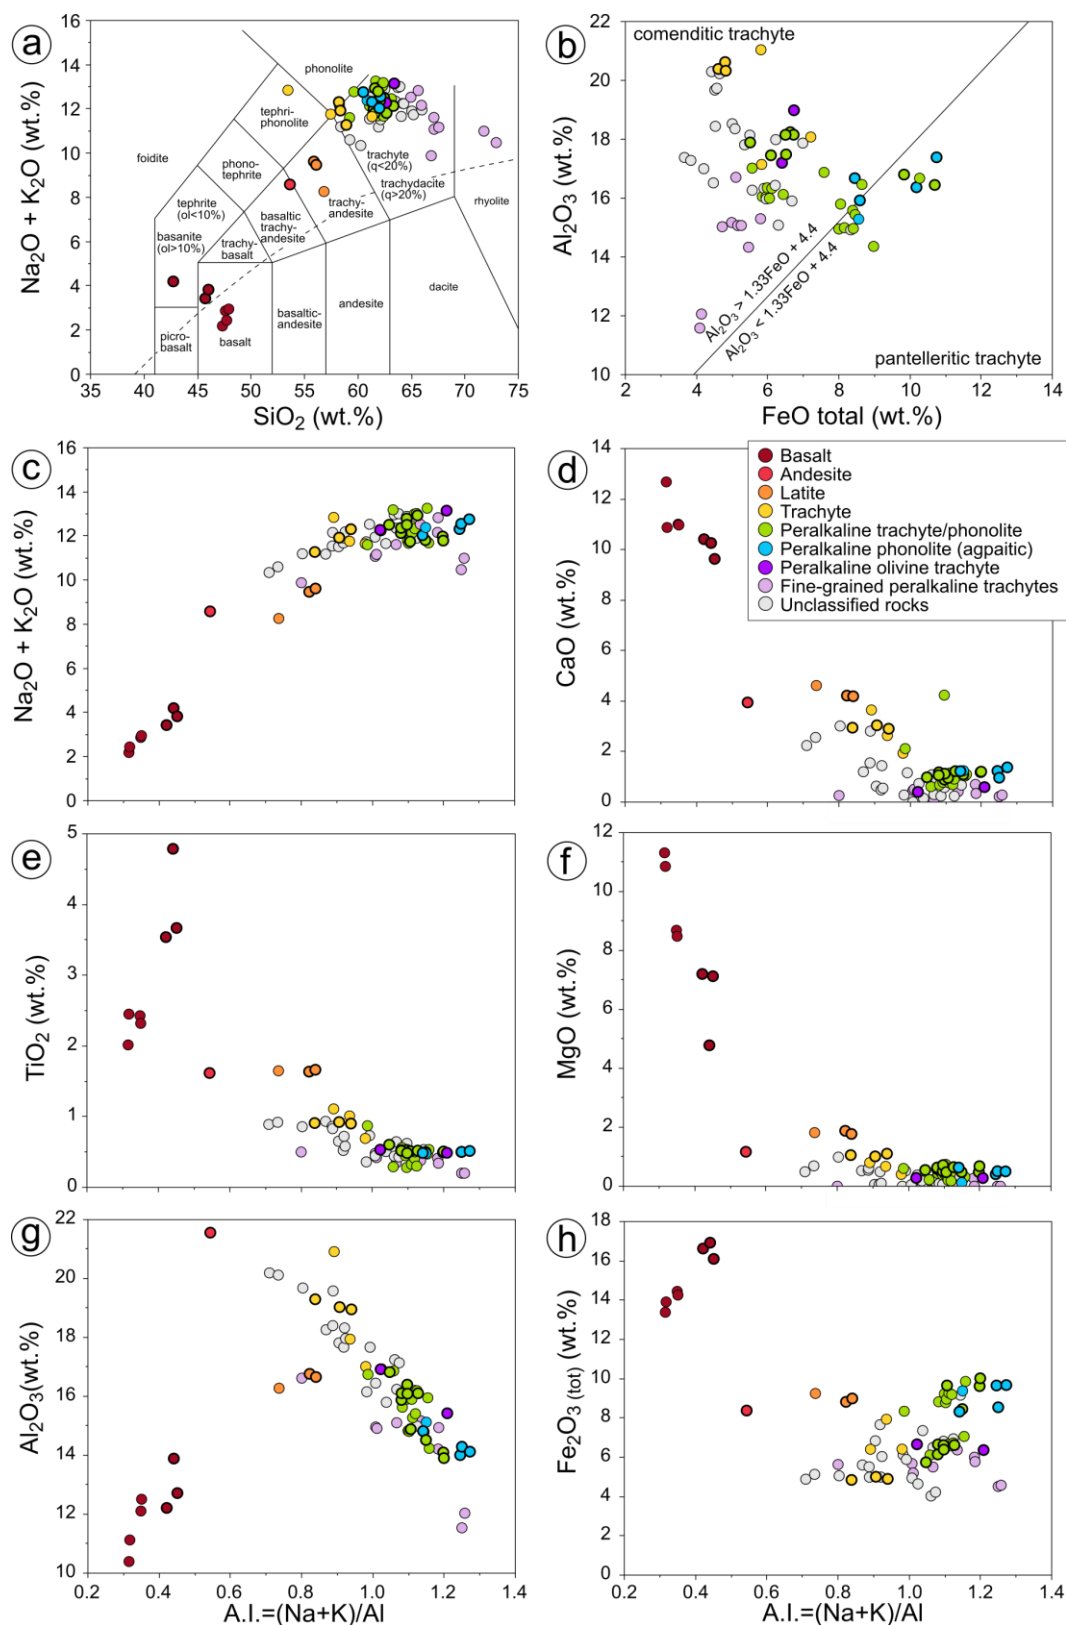 a
Na2O + K2O (wt.%)
16
14
12
10
8
6
4
2
0
35
40
45
50
55
60
65
70
75
SiO2 (wt.%)
phonolite
tephri-
phonolite
foidite
phono-
tephrite
trachyte
(q<20%)
trachydacite
(q>20%)
tephrite
(ol<10%)
basaltic
trachy-
andesite
trachy-
andesite
rhyolite
basanite
(ol>10%)
trachy-
basalt
picro-
basalt
basalt
basaltic-
andesite
andesite
dacite
b
Al2O3 (wt.%)
22
20
18
16
14
12
10
2
4
6
8
10
12
14
FeO total (wt.%)
comenditic trachyte
Al2O3 > 1.33FeO + 4.4
Al2O3 < 1.33FeO + 4.4
pantelleritic trachyte
c
Na2O + K2O (wt.%)
16
14
12
10
8
6
4
2
0
d
CaO (wt.%)
14
12
10
8
6
4
2
0
Basalt
Andesite
Latite
Trachyte
Peralkaline trachyte/phonolite
Peralkaline phonolite (agpaitic)
Peralkaline olivine trachyte
Fine-grained peralkaline trachytes
Unclassified rocks
e
TiO2 (wt.%)
5
4
3
2
1
0
f
MgO (wt.%)
12
10
8
6
4
2
0
g
Al2O3(wt.%)
22
20
18
16
14
12
10
0.2
0.4
0.6
0.8
1.0
1.2
1.4
A.I.=(Na+K)/Al
h
Fe2O3 (tot) (wt.%)
18
16
14
12
10
8
6
4
2
0
0.2
0.4
0.6
0.8
1.0
1.2
1.4
A.I.=(Na+K)/Al